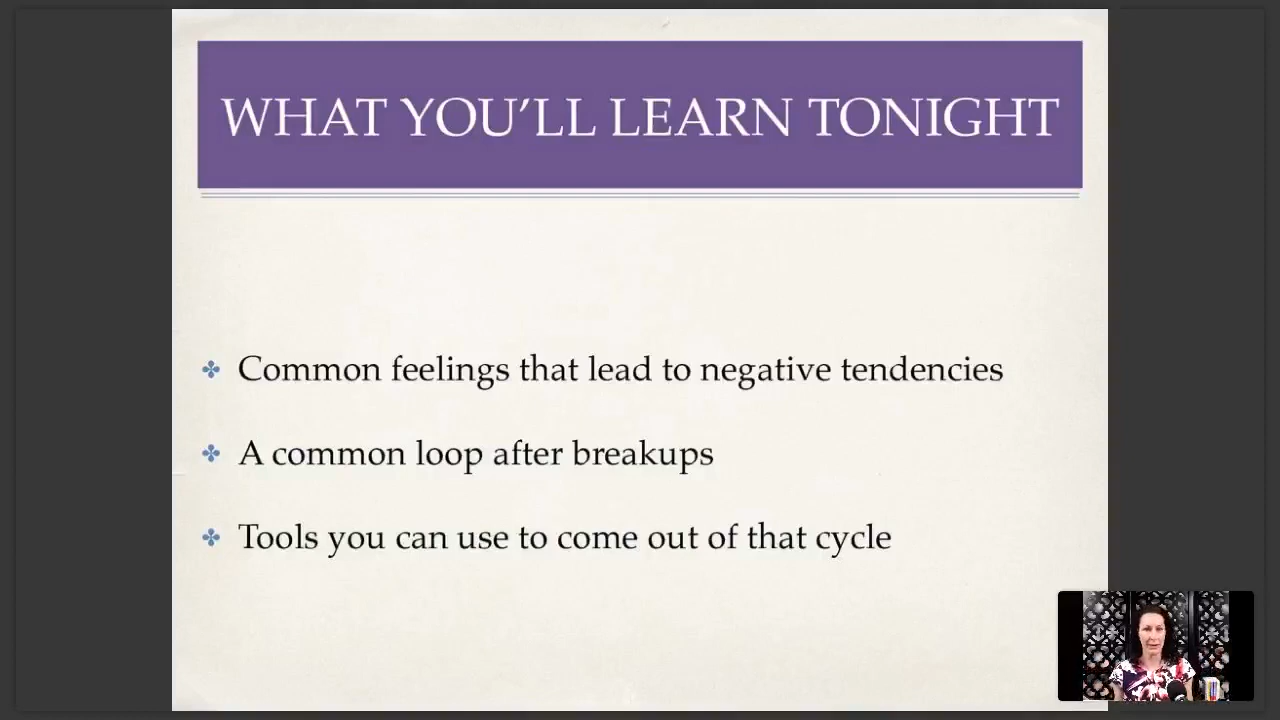 WHAT YOU’LL LEARN TONIGHT
Common feelings that lead to negative tendencies
A common loop after breakups
Tools you can use to come out of that cycle